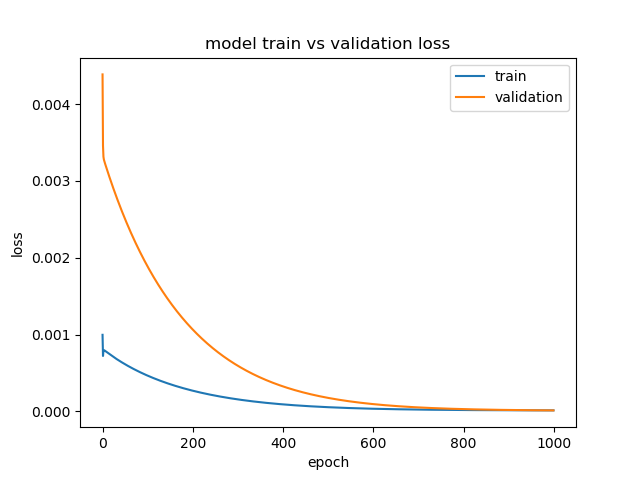 model train vs validation loss
train
validation
0.004
0.003
0.002
0.001
0.000
loss
0 200 400 600 800 1000
epoch